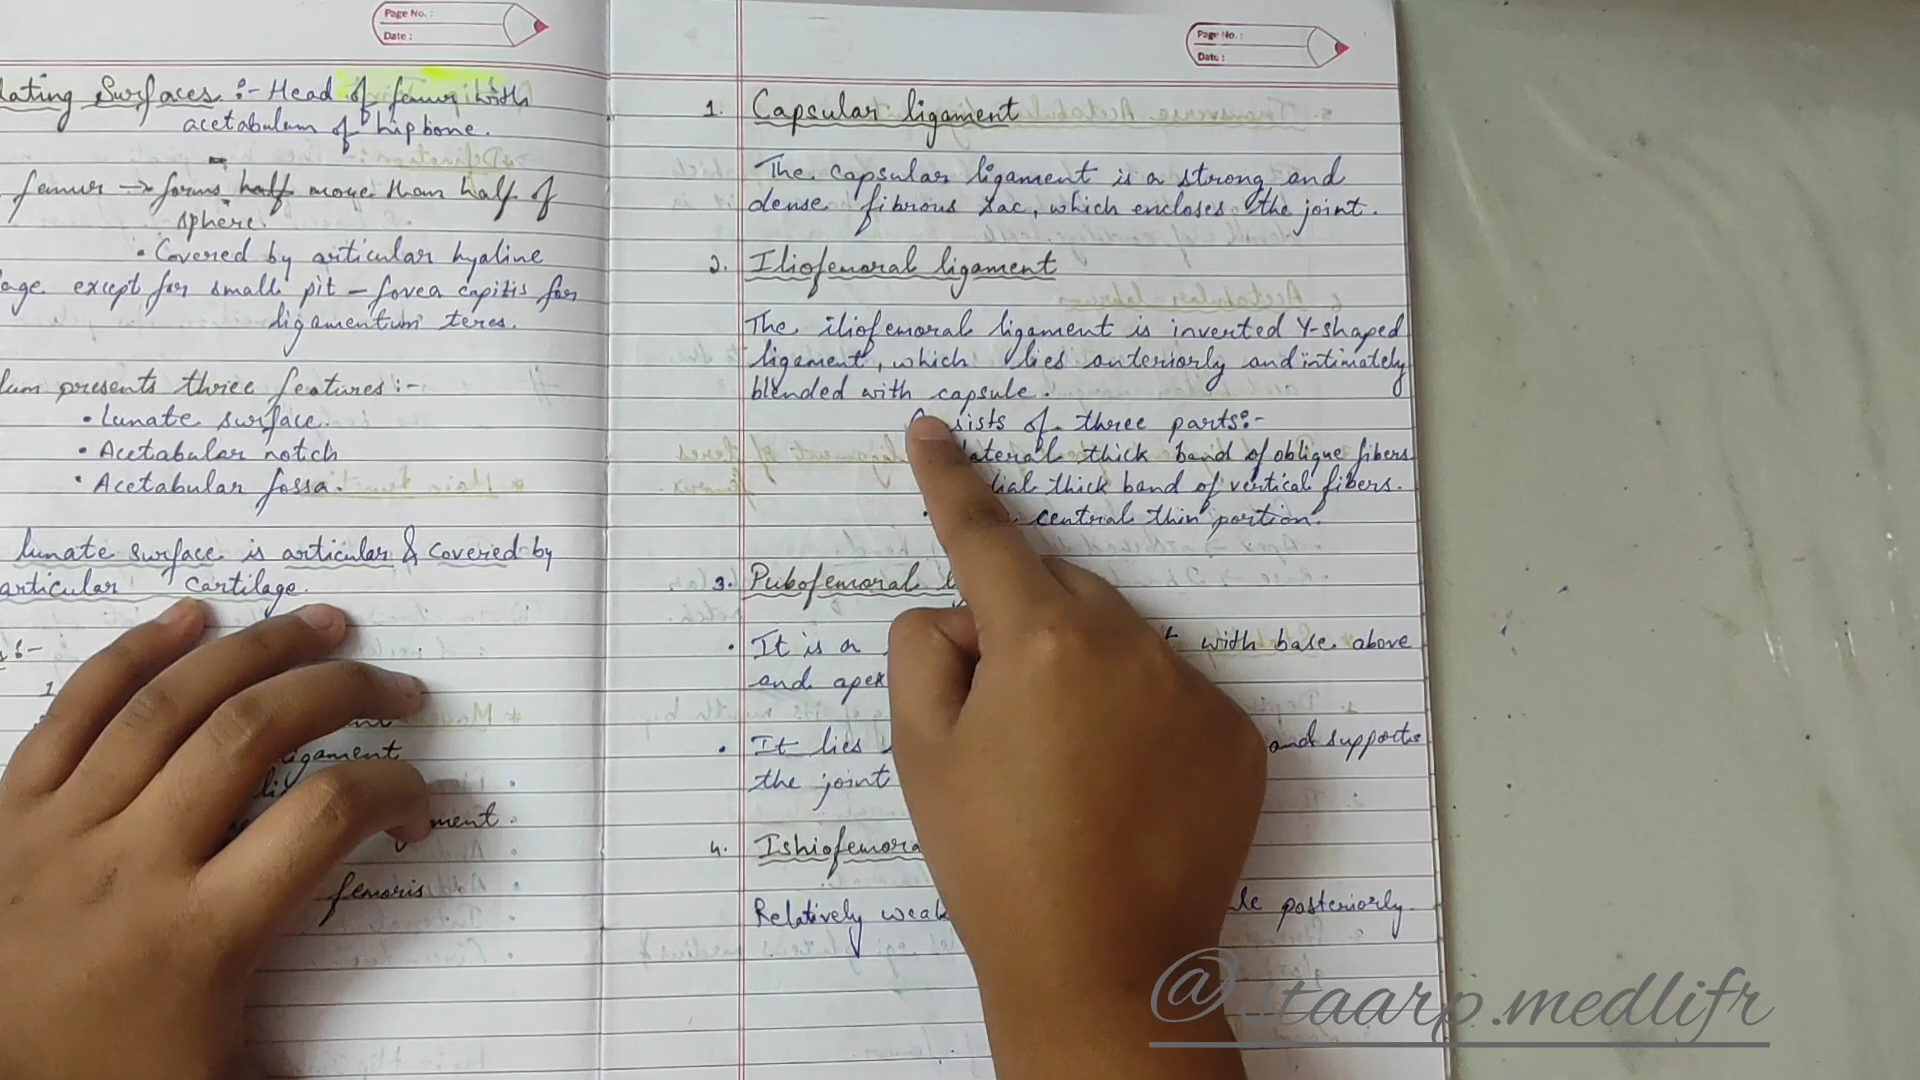 Page No. :
Date :
lating Surfaces :- Head of femur with
acetabulum of hip bone.
femur → forms half more than half of
sphere.
• Covered by articular hyaline
age except for small pit - fovea capitis for
ligamentum teres.
lum presents three features :-
• Lunate surface.
• Acetabular notch
• Acetabular fossa.
lunate surface is articular & covered by
articular cartilage.
:-
1
ligament
ment.
femoris
Page No. :
Date :
1. Capsular ligament
The capsular ligament is a strong and
dense fibrous sac, which encloses the joint.
2. Iliofemoral ligament
The iliofemoral ligament is inverted Y-shaped
ligament, which lies anteriorly and intimately
blended with capsule.
sists of three parts:-
lateral thick band of oblique fibers
dial thick band of vertical fibers.
• central thin portion.
3. Pubofemoral l
• It is a with base above
and apex
• It lies and supports
the joint
4. Ishiofemora
Relatively weak le posteriorly.
@staarp.medlifr